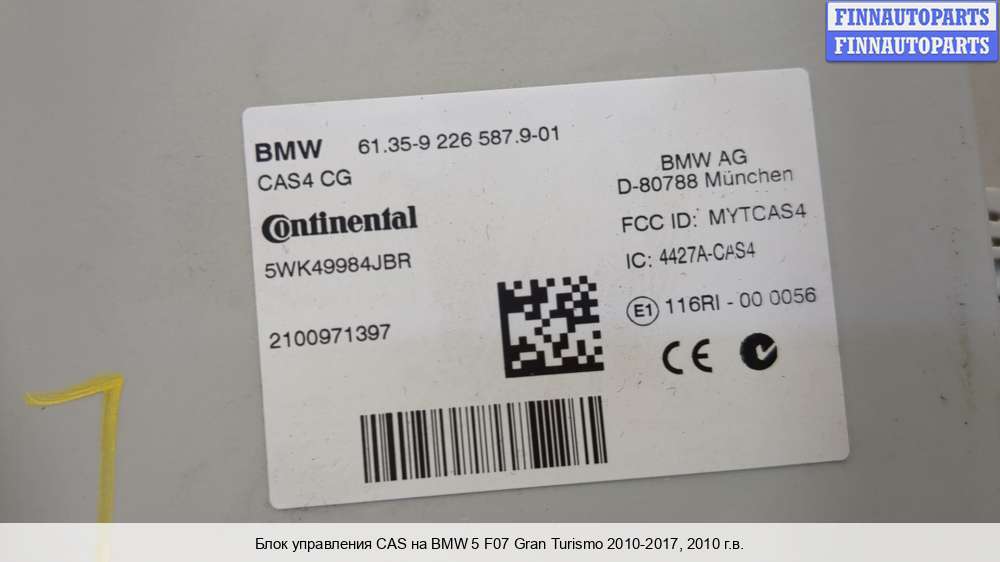 FINNAUTOPARTS
FINNAUTOPARTS
BMW 61.35-9 226 587.9-01
CAS4 CG
Continental
5WK49984JBR
2100971397
BMW AG
D-80788 München
FCC ID: MYTCAS4
IC: 4427A-CAS4
E1 116RI - 00 0056
CE
1
Блок управления CAS на BMW 5 F07 Gran Turismo 2010-2017, 2010 г.в.